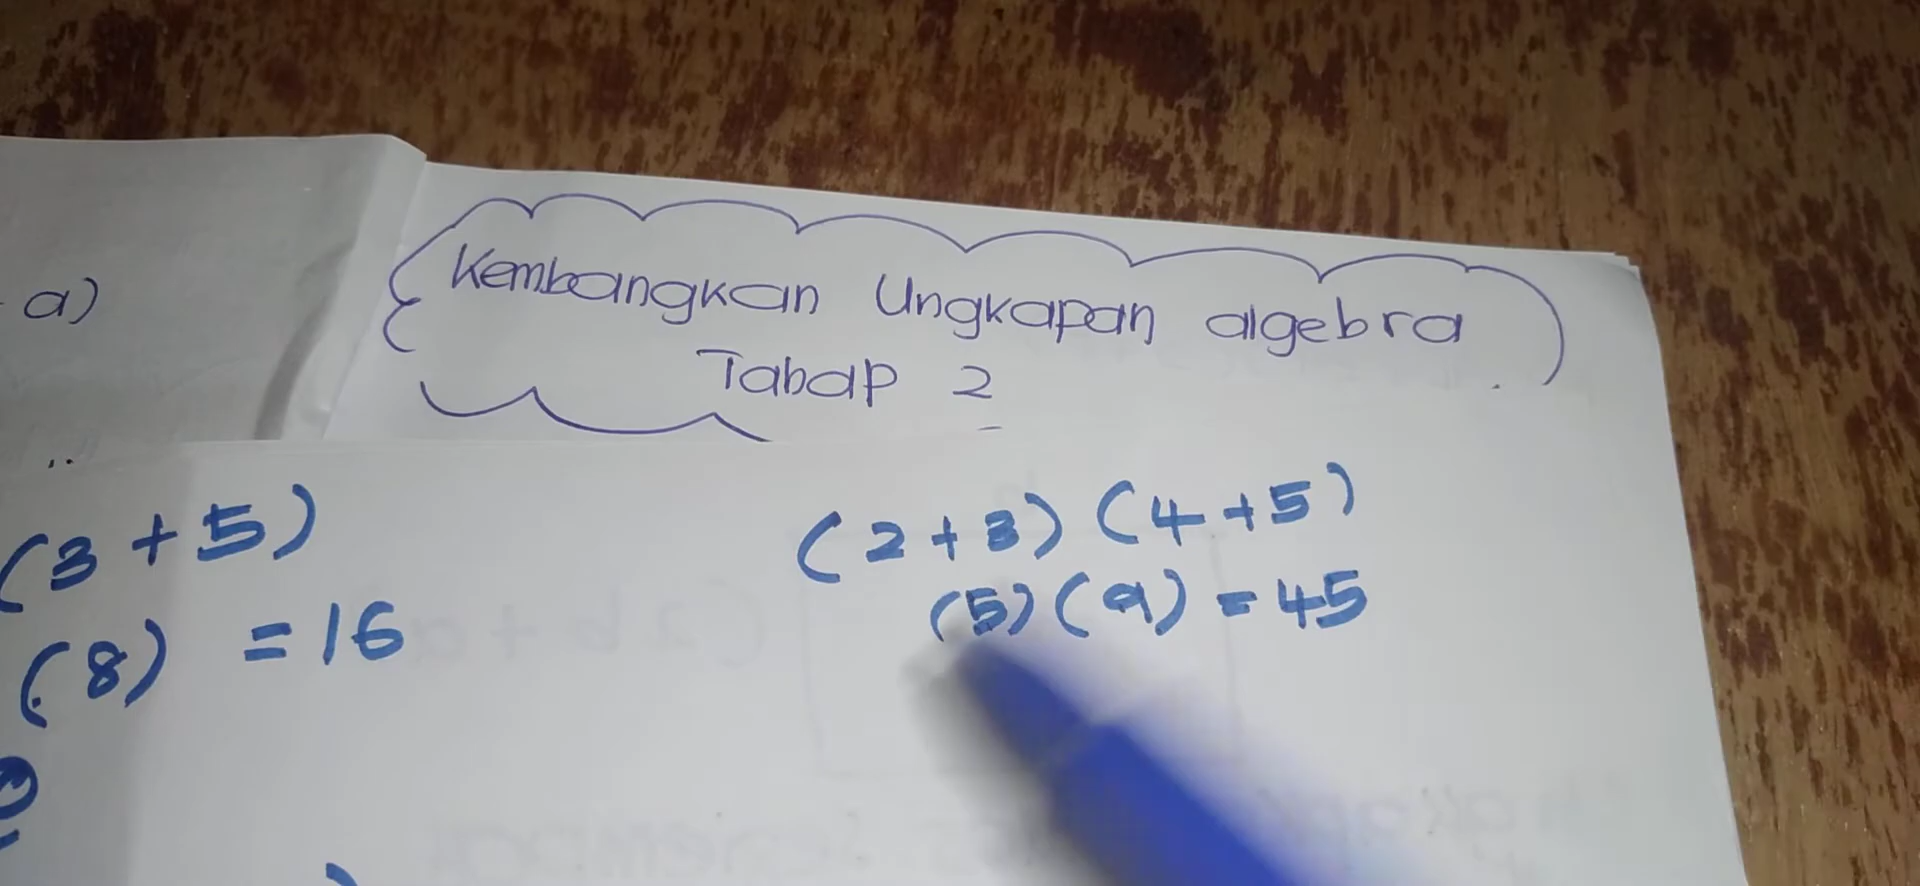 a)
Kembangkan Ungkapan algebra
Tahap 2
(3 + 5)
(8) = 16
(2 + 3) (4 + 5)
(5) (9) = 45